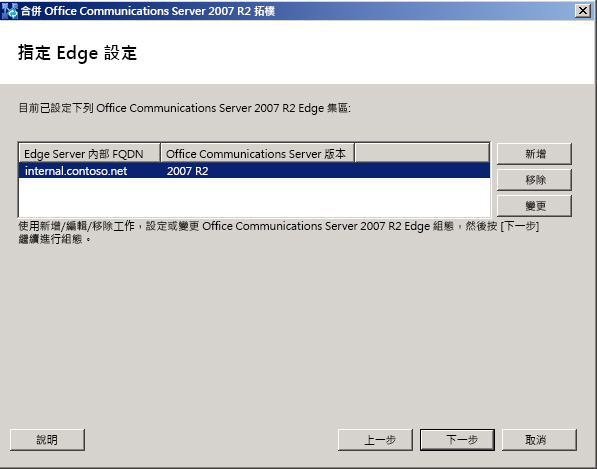 合併 Office Communications Server 2007 R2 拓樸
指定 Edge 設定
目前已設定下列 Office Communications Server 2007 R2 Edge 集區:
Edge Server 內部 FQDN Office Communications Server 版本
internal.contoso.net 2007 R2
新增
移除
變更
使用新增/編輯/移除工作，設定或變更 Office Communications Server 2007 R2 Edge 組態，然後按 [下一步]
繼續進行組態。
說明 上一步 下一步 取消